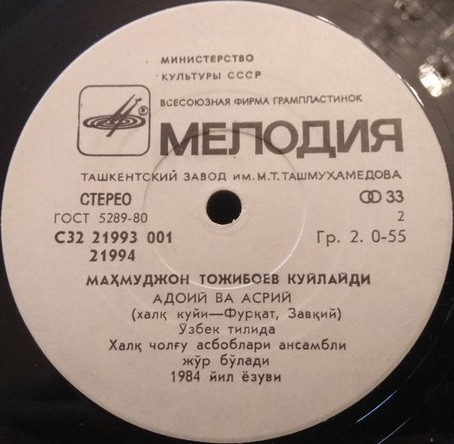 МИНИСТЕРСТВО
КУЛЬТУРЫ СССР
ВСЕСОЮЗНАЯ ФИРМА ГРАМПЛАСТИНОК
МЕЛОДИЯ
ТАШКЕНТСКИЙ ЗАВОД ИМ. М.Т. ТАШМУХАМЕДОВА
СТЕРЕО 33
ГОСТ 5289-80 2
С32 21993 001 Гр. 2. 0-55
21994
МАҲМУДЖОН ТОЖИБОЕВ КУЙЛАЙДИ
АДОИЙ ВА АСРИЙ
(халқ куйи—Фурқат, Завқий)
Ўзбек тилида
Халқ чолғу асбоблари ансамбли
жўр бўлади
1984 йил ёзуви